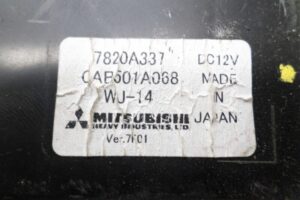 7820A337 DC12V
CAB501A068 MADE
WJ-14 IN
MITSUBISHI JAPAN
HEAVY INDUSTRIES, LTD.
Ver.7F01